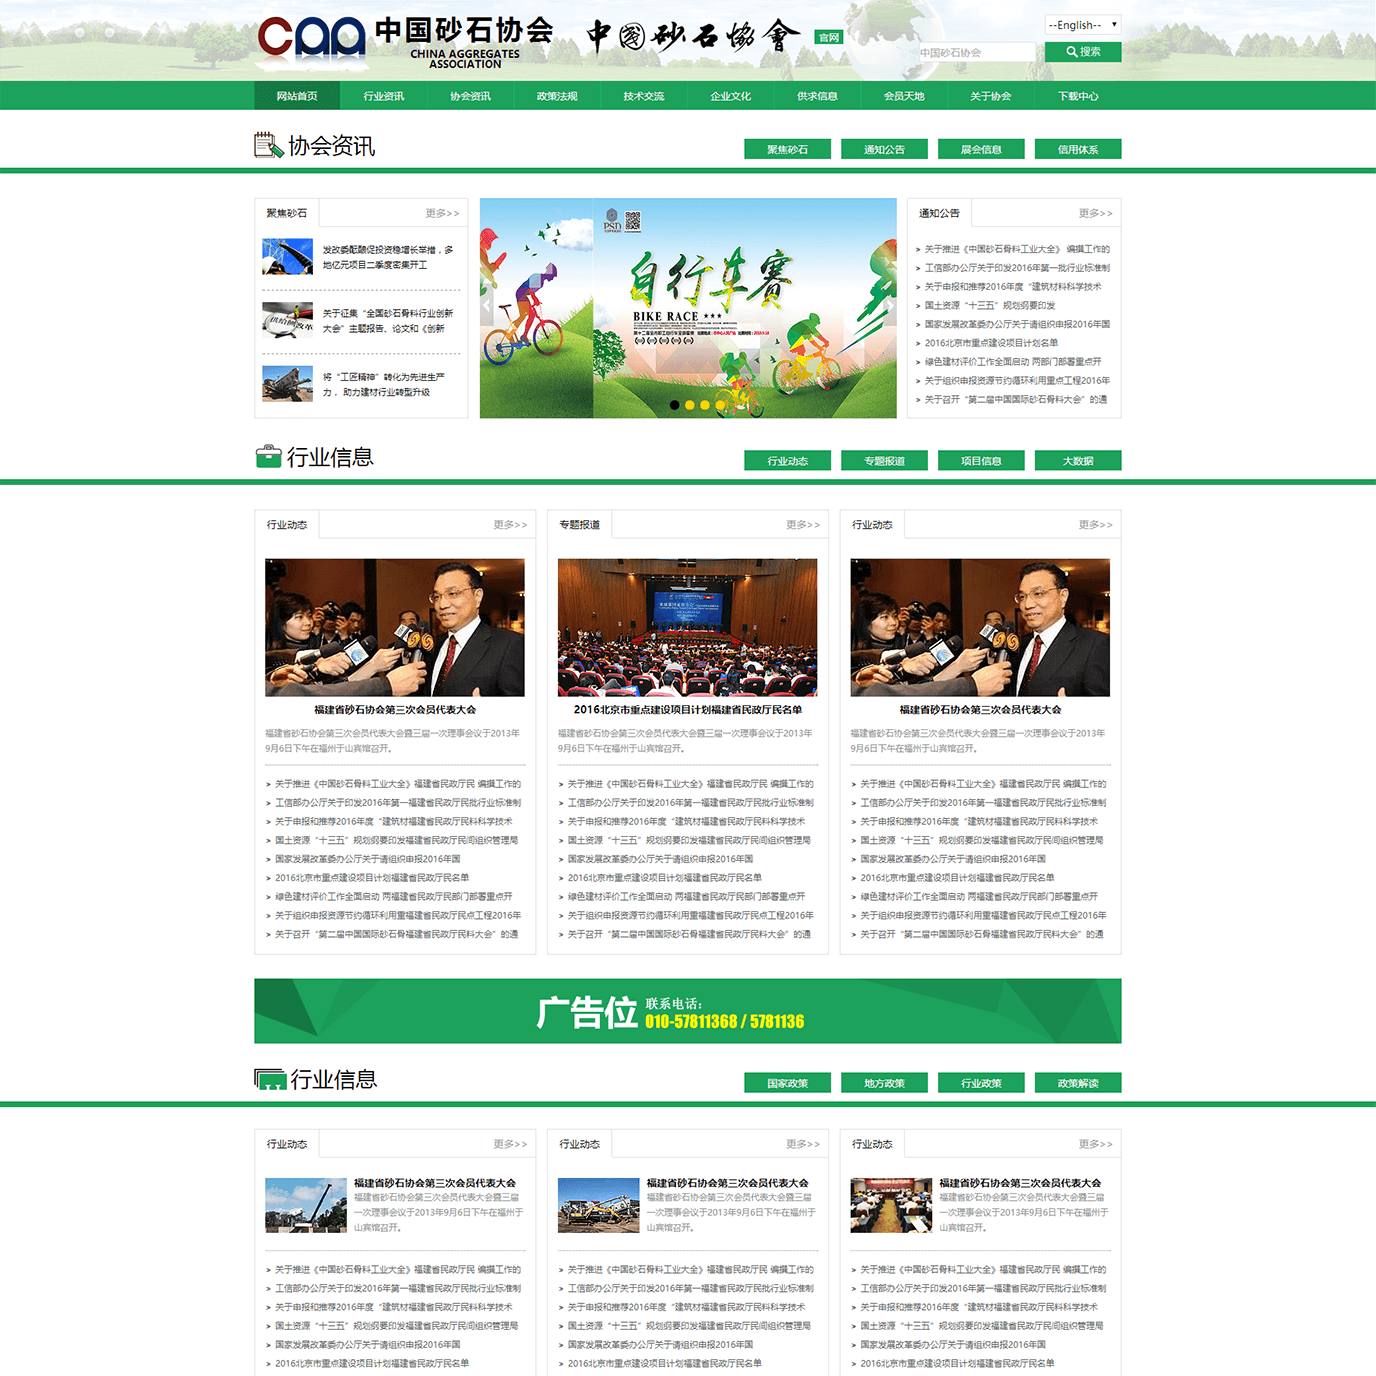 CAA 中国砂石协会
CHINA AGGREGATES
ASSOCIATION
中國砂石協會 官网
--English--
中国砂石协会 搜索
网站首页 行业资讯 协会资讯 政策法规 技术交流 企业文化 供求信息 会员天地 关于协会 下载中心
协会资讯 聚焦砂石 通知公告 展会信息 信用体系
聚焦砂石 更多>>
发改委配酿促投资稳增长举措，多
地亿元项目二季度密集开工
关于征集“全国砂石骨料行业创新
大会”主题报告、论文和《创新
将“工匠精神”转化为先进生产
力，助力建材行业转型升级
PSD
自行车赛
BIKE RACE ★★★
通知公告 更多>>
> 关于推进《中国砂石骨料工业大全》 编撰工作的
> 工信部办公厅关于印发2016年第一批行业标准制
> 关于申报和推荐2016年度“建筑材料科学技术
> 国土资源“十三五”规划纲要印发
> 国家发展改革委办公厅关于请组织申报2016年国
> 2016北京市重点建设项目计划名单
> 绿色建材评价工作全面启动 两部门部署重点开
> 关于组织申报资源节约循环利用重点工程2016年
> 关于召开“第二届中国国际砂石骨料大会”的通
行业信息 行业动态 专题报道 项目信息 大数据
行业动态 更多>>
福建省砂石协会第三次会员代表大会
福建省砂石协会第三次会员代表大会暨三届一次理事会议于2013年
9月6日下午在福州于山宾馆召开。
> 关于推进《中国砂石骨料工业大全》福建省民政厅民 编撰工作的
> 工信部办公厅关于印发2016年第一福建省民政厅民批行业标准制
> 关于申报和推荐2016年度“建筑材福建省民政厅民料科学技术
> 国土资源“十三五”规划纲要印发福建省民政厅民间组织管理局
> 国家发展改革委办公厅关于请组织申报2016年国
> 2016北京市重点建设项目计划福建省民政厅民名单
> 绿色建材评价工作全面启动 两福建省民政厅民部门部署重点开
> 关于组织申报资源节约循环利用重福建省民政厅民点工程2016年
> 关于召开“第二届中国国际砂石骨福建省民政厅民料大会”的通
专题报道 更多>>
2016北京市重点建设项目计划福建省民政厅民名单
福建省砂石协会第三次会员代表大会暨三届一次理事会议于2013年
9月6日下午在福州于山宾馆召开。
> 关于推进《中国砂石骨料工业大全》福建省民政厅民 编撰工作的
> 工信部办公厅关于印发2016年第一福建省民政厅民批行业标准制
> 关于申报和推荐2016年度“建筑材福建省民政厅民料科学技术
> 国土资源“十三五”规划纲要印发福建省民政厅民间组织管理局
> 国家发展改革委办公厅关于请组织申报2016年国
> 2016北京市重点建设项目计划福建省民政厅民名单
> 绿色建材评价工作全面启动 两福建省民政厅民部门部署重点开
> 关于组织申报资源节约循环利用重福建省民政厅民点工程2016年
> 关于召开“第二届中国国际砂石骨福建省民政厅民料大会”的通
行业动态 更多>>
福建省砂石协会第三次会员代表大会
福建省砂石协会第三次会员代表大会暨三届一次理事会议于2013年
9月6日下午在福州于山宾馆召开。
> 关于推进《中国砂石骨料工业大全》福建省民政厅民 编撰工作的
> 工信部办公厅关于印发2016年第一福建省民政厅民批行业标准制
> 关于申报和推荐2016年度“建筑材福建省民政厅民料科学技术
> 国土资源“十三五”规划纲要印发福建省民政厅民间组织管理局
> 国家发展改革委办公厅关于请组织申报2016年国
> 2016北京市重点建设项目计划福建省民政厅民名单
> 绿色建材评价工作全面启动 两福建省民政厅民部门部署重点开
> 关于组织申报资源节约循环利用重福建省民政厅民点工程2016年
> 关于召开“第二届中国国际砂石骨福建省民政厅民料大会”的通
广告位 联系电话：
010-57811368 / 5781136
行业信息 国家政策 地方政策 行业政策 政策解读
行业动态 更多>>
福建省砂石协会第三次会员代表大会
福建省砂石协会第三次会员代表大会暨三届
一次理事会议于2013年9月6日下午在福州于
山宾馆召开。
> 关于推进《中国砂石骨料工业大全》福建省民政厅民 编撰工作的
> 工信部办公厅关于印发2016年第一福建省民政厅民批行业标准制
> 关于申报和推荐2016年度“建筑材福建省民政厅民料科学技术
> 国土资源“十三五”规划纲要印发福建省民政厅民间组织管理局
> 国家发展改革委办公厅关于请组织申报2016年国
> 2016北京市重点建设项目计划福建省民政厅民名单
行业动态 更多>>
福建省砂石协会第三次会员代表大会
福建省砂石协会第三次会员代表大会暨三届
一次理事会议于2013年9月6日下午在福州于
山宾馆召开。
> 关于推进《中国砂石骨料工业大全》福建省民政厅民 编撰工作的
> 工信部办公厅关于印发2016年第一福建省民政厅民批行业标准制
> 关于申报和推荐2016年度“建筑材福建省民政厅民料科学技术
> 国土资源“十三五”规划纲要印发福建省民政厅民间组织管理局
> 国家发展改革委办公厅关于请组织申报2016年国
> 2016北京市重点建设项目计划福建省民政厅民名单
行业动态 更多>>
福建省砂石协会第三次会员代表大会
福建省砂石协会第三次会员代表大会暨三届
一次理事会议于2013年9月6日下午在福州于
山宾馆召开。
> 关于推进《中国砂石骨料工业大全》福建省民政厅民 编撰工作的
> 工信部办公厅关于印发2016年第一福建省民政厅民批行业标准制
> 关于申报和推荐2016年度“建筑材福建省民政厅民料科学技术
> 国土资源“十三五”规划纲要印发福建省民政厅民间组织管理局
> 国家发展改革委办公厅关于请组织申报2016年国
> 2016北京市重点建设项目计划福建省民政厅民名单